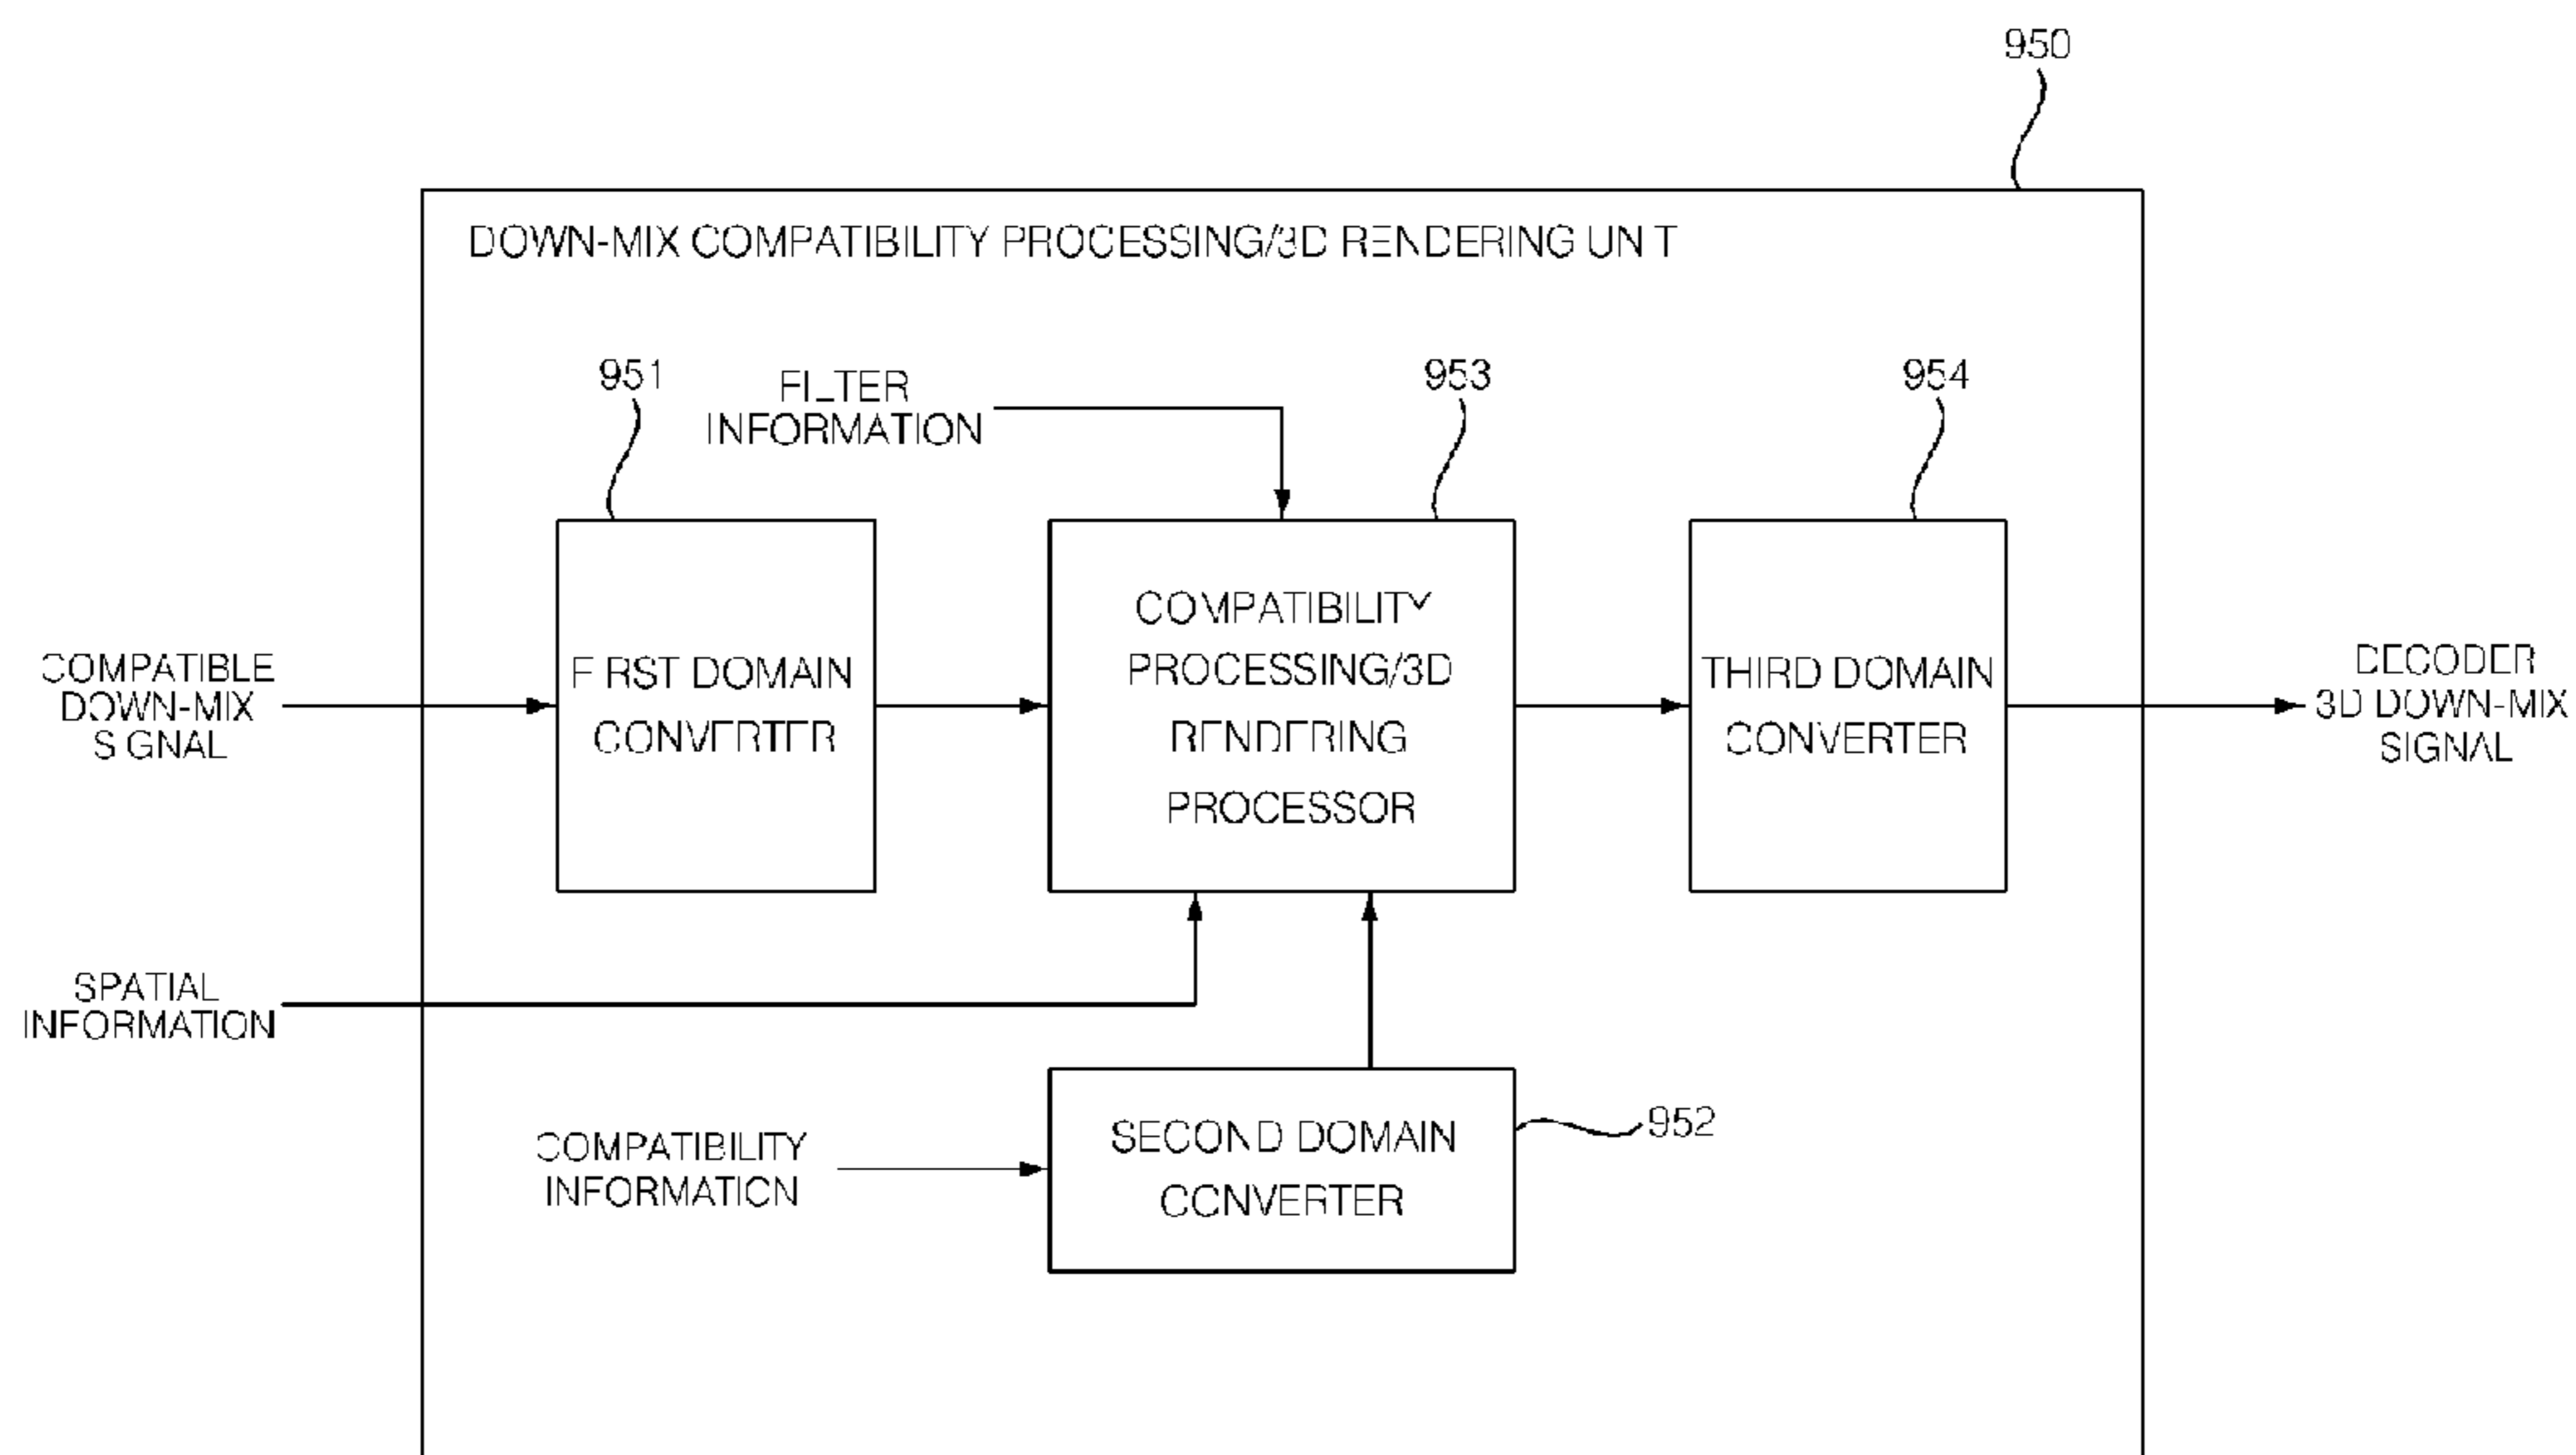 950
DOWN-MIX COMPATIBILITY PROCESSING/3D RENDERING UNIT
951
FILTER
INFORMATION
953
954
COMPATIBLE
DOWN-MIX
SIGNAL
FIRST DOMAIN
CONVERTER
COMPATIBILITY
PROCESSING/3D
RENDERING
PROCESSOR
THIRD DOMAIN
CONVERTER
DECODER
3D DOWN-MIX
SIGNAL
SPATIAL
INFORMATION
COMPATIBILITY
INFORMATION
SECOND DOMAIN
CONVERTER
952